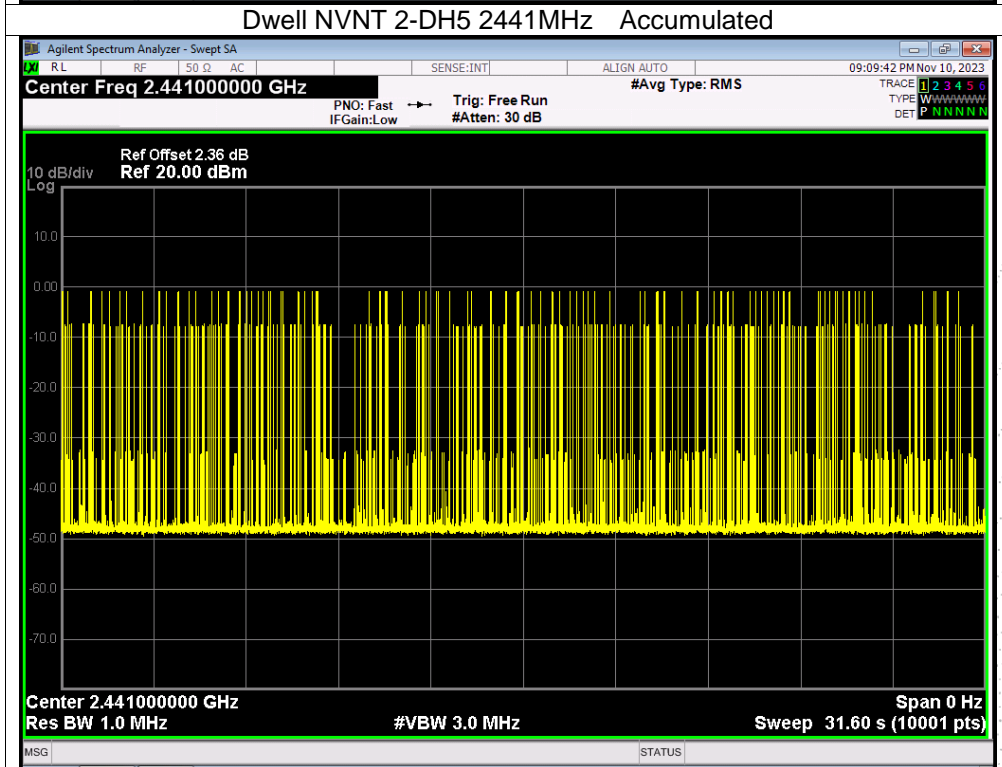 Dwell NVNT 2-DH5 2441MHz Accumulated
Agilent Spectrum Analyzer - Swept SA
LXI RL RF 50 Ω AC SENSE:INT ALIGN AUTO 09:09:42 PM Nov 10, 2023
Center Freq 2.441000000 GHz #Avg Type: RMS TRACE 1 2 3 4 5 6
PNO: Fast Trig: Free Run TYPE WWWWWW
IFGain:Low #Atten: 30 dB DET P N N N N N
Ref Offset 2.36 dB
10 dB/div Ref 20.00 dBm
Log
10.0
0.00
-10.0
-20.0
-30.0
-40.0
-50.0
-60.0
-70.0
Center 2.441000000 GHz Span 0 Hz
Res BW 1.0 MHz #VBW 3.0 MHz Sweep 31.60 s (10001 pts)
MSG STATUS